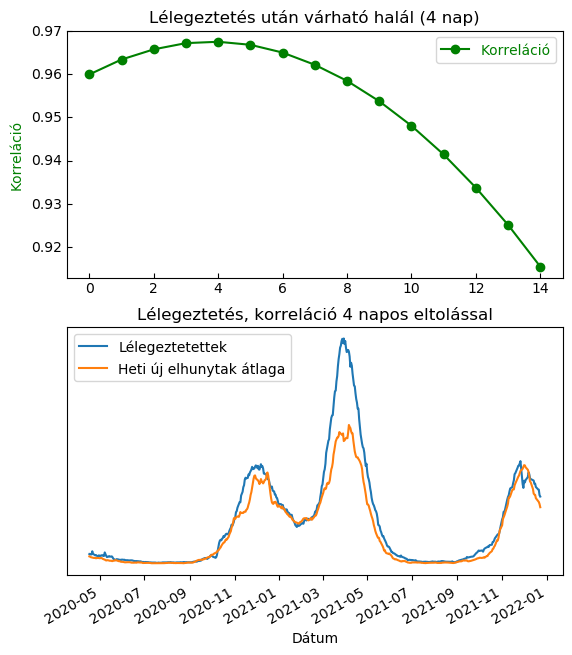 Lélegeztetés után várható halál (4 nap)
0.97
0.96
0.95
0.94
0.93
0.92
Korreláció
Korreláció
0 2 4 6 8 10 12 14
Lélegeztetés, korreláció 4 napos eltolással
Lélegeztetettek
Heti új elhunytak átlaga
2020-05 2020-07 2020-09 2020-11 2021-01 2021-03 2021-05 2021-07 2021-09 2021-11 2022-01
Dátum